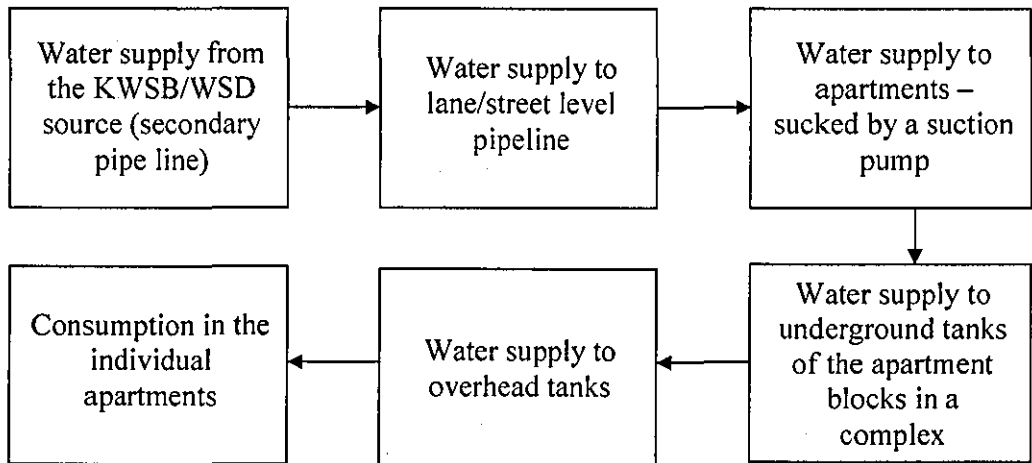 Water supply from
the KWSB/WSD
source (secondary
pipe line)
Water supply to
lane/street level
pipeline
Water supply to
apartments –
sucked by a suction
pump
Water supply to
underground tanks
of the apartment
blocks in a
complex
Water supply to
overhead tanks
Consumption in the
individual
apartments